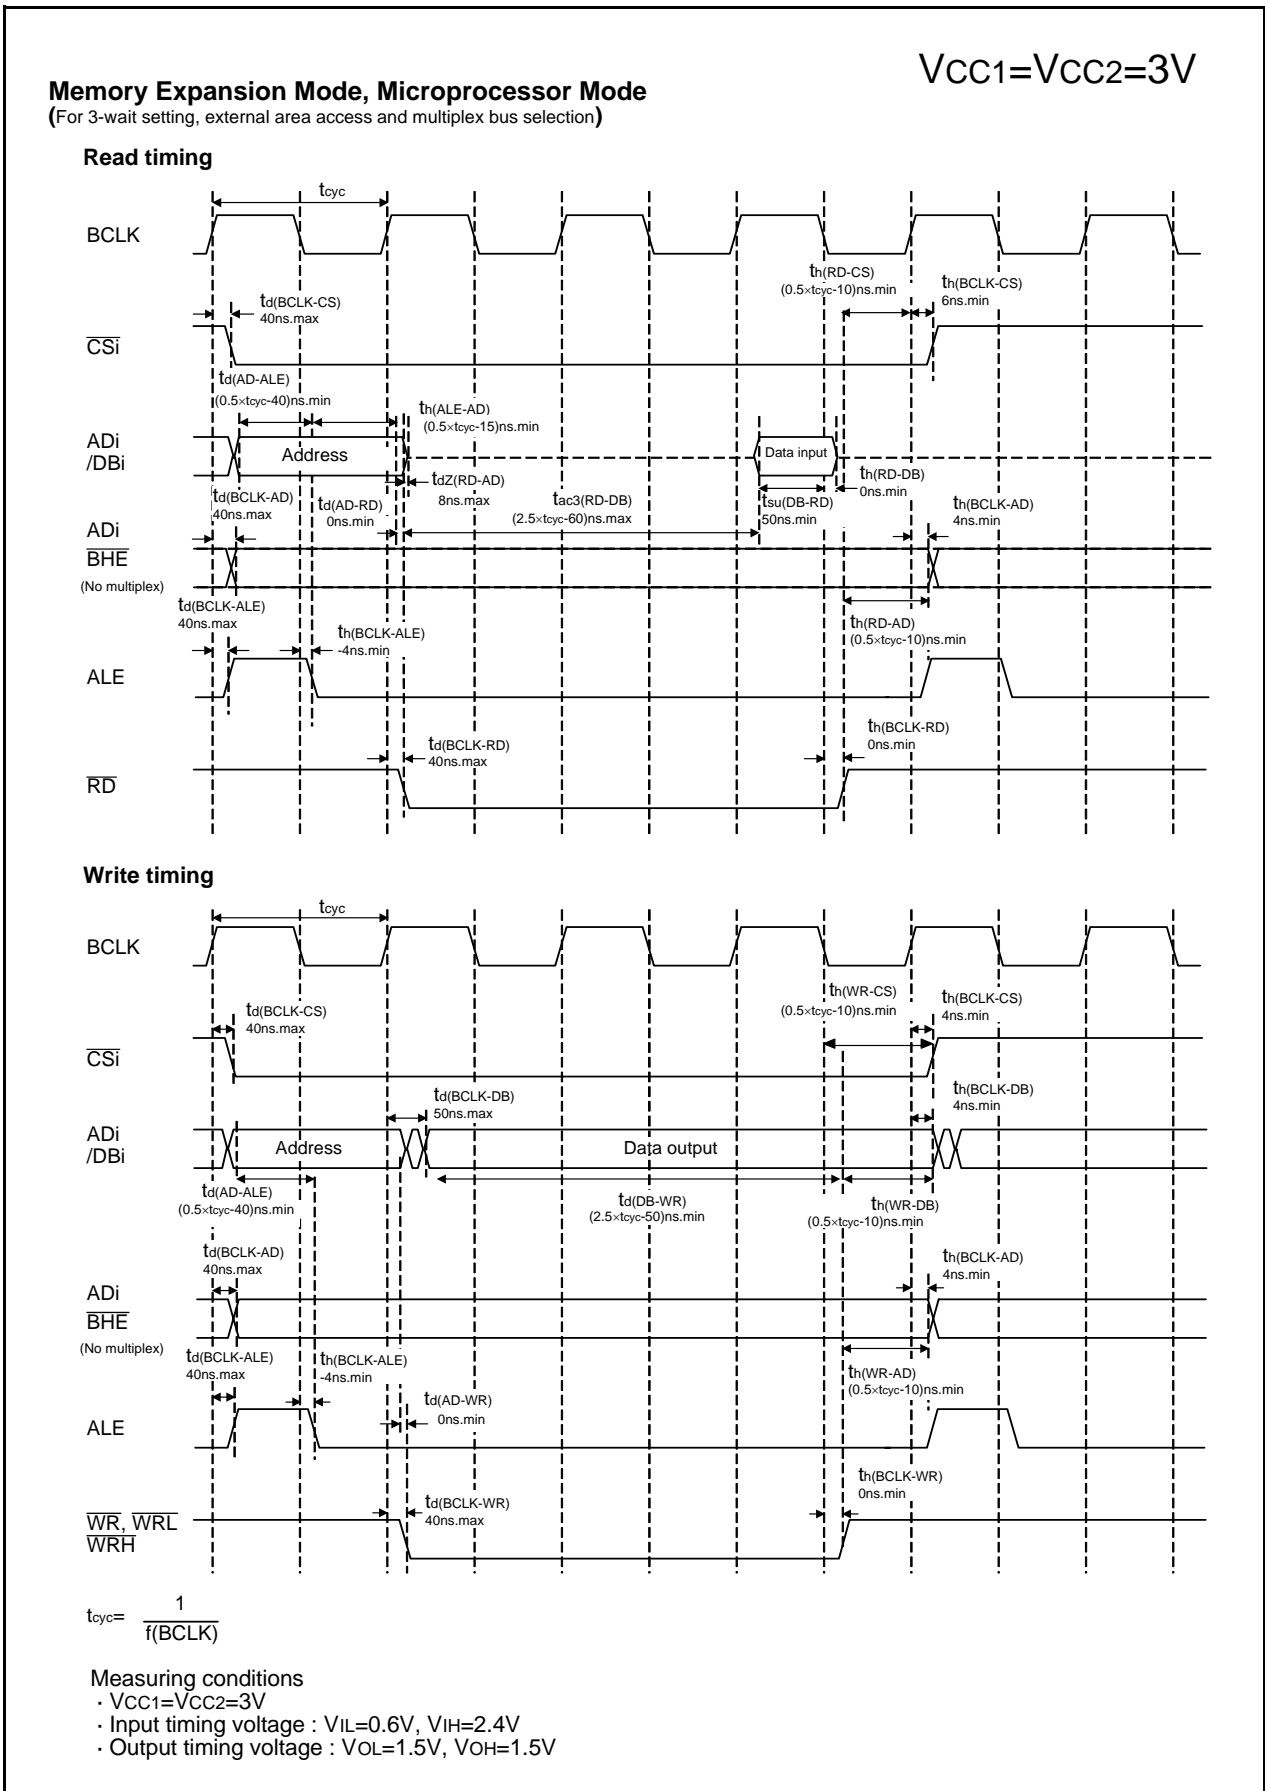 VCC1=VCC2=3V
Memory Expansion Mode, Microprocessor Mode
(For 3-wait setting, external area access and multiplex bus selection)
Read timing
tcyc
BCLK
th(RD-CS)
(0.5×tcyc-10)ns.min
th(BCLK-CS)
6ns.min
td(BCLK-CS)
40ns.max
CSi
td(AD-ALE)
(0.5×tcyc-40)ns.min
th(ALE-AD)
(0.5×tcyc-15)ns.min
ADi
/DBi
Address
Data input
tdZ(RD-AD)
8ns.max
th(RD-DB)
0ns.min
td(BCLK-AD)
40ns.max
td(AD-RD)
0ns.min
tac3(RD-DB)
(2.5×tcyc-60)ns.max
tsu(DB-RD)
50ns.min
th(BCLK-AD)
4ns.min
ADi
BHE
(No multiplex)
td(BCLK-ALE)
40ns.max
th(BCLK-ALE)
-4ns.min
th(RD-AD)
(0.5×tcyc-10)ns.min
ALE
td(BCLK-RD)
40ns.max
th(BCLK-RD)
0ns.min
RD
Write timing
tcyc
BCLK
th(WR-CS)
(0.5×tcyc-10)ns.min
th(BCLK-CS)
4ns.min
td(BCLK-CS)
40ns.max
CSi
td(BCLK-DB)
50ns.max
th(BCLK-DB)
4ns.min
ADi
/DBi
Address
Data output
td(AD-ALE)
(0.5×tcyc-40)ns.min
td(DB-WR)
(2.5×tcyc-50)ns.min
th(WR-DB)
(0.5×tcyc-10)ns.min
td(BCLK-AD)
40ns.max
th(BCLK-AD)
4ns.min
ADi
BHE
(No multiplex)
td(BCLK-ALE)
40ns.max
th(BCLK-ALE)
-4ns.min
th(WR-AD)
(0.5×tcyc-10)ns.min
td(AD-WR)
0ns.min
ALE
td(BCLK-WR)
40ns.max
th(BCLK-WR)
0ns.min
WR, WRL
WRH
tcyc= 1
f(BCLK)
Measuring conditions
· VCC1=VCC2=3V
· Input timing voltage : VIL=0.6V, VIH=2.4V
· Output timing voltage : VOL=1.5V, VOH=1.5V